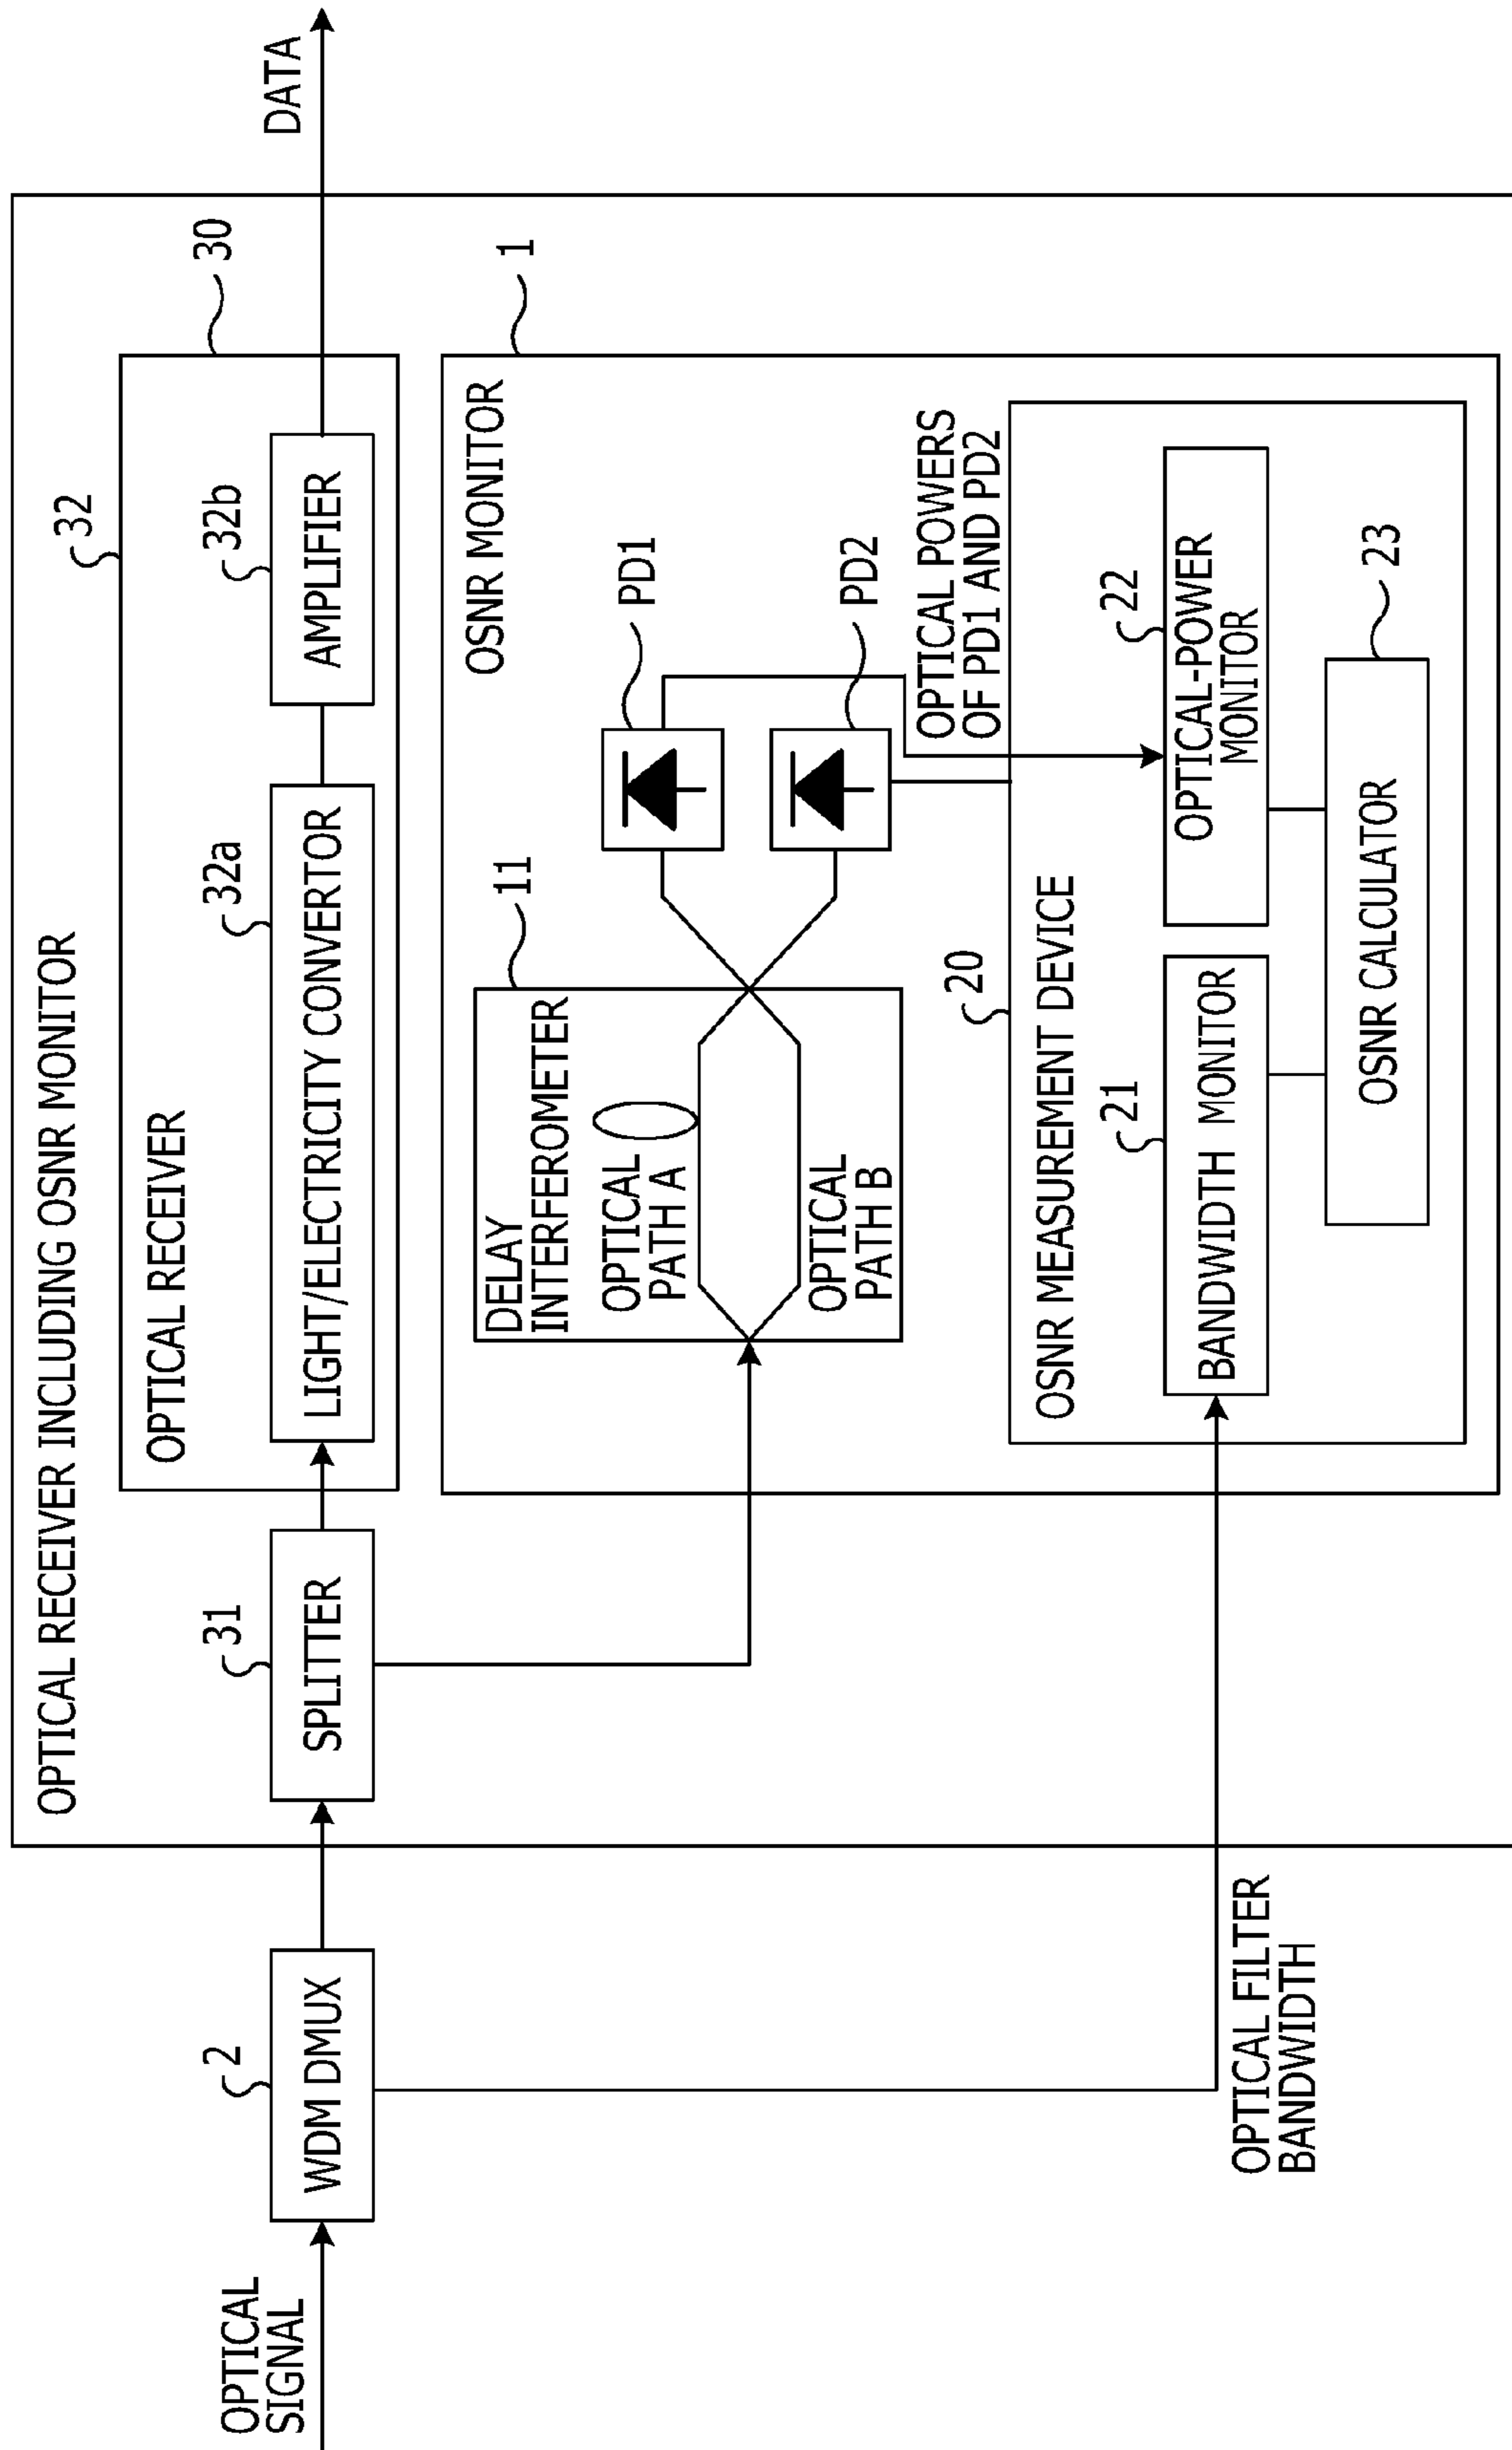 OPTICAL
SIGNAL
2
WDM DMUX
OPTICAL FILTER
BANDWIDTH
OPTICAL RECEIVER INCLUDING OSNR MONITOR
30
31
SPLITTER
32
OPTICAL RECEIVER
32a
LIGHT/ELECTRICITY CONVERTOR
32b
AMPLIFIER
DATA
1
OSNR MONITOR
11
DELAY
INTERFEROMETER
OPTICAL
PATH A
OPTICAL
PATH B
PD1
PD2
OPTICAL POWERS
OF PD1 AND PD2
20
OSNR MEASUREMENT DEVICE
21
BANDWIDTH MONITOR
22
OPTICAL-POWER
MONITOR
23
OSNR CALCULATOR